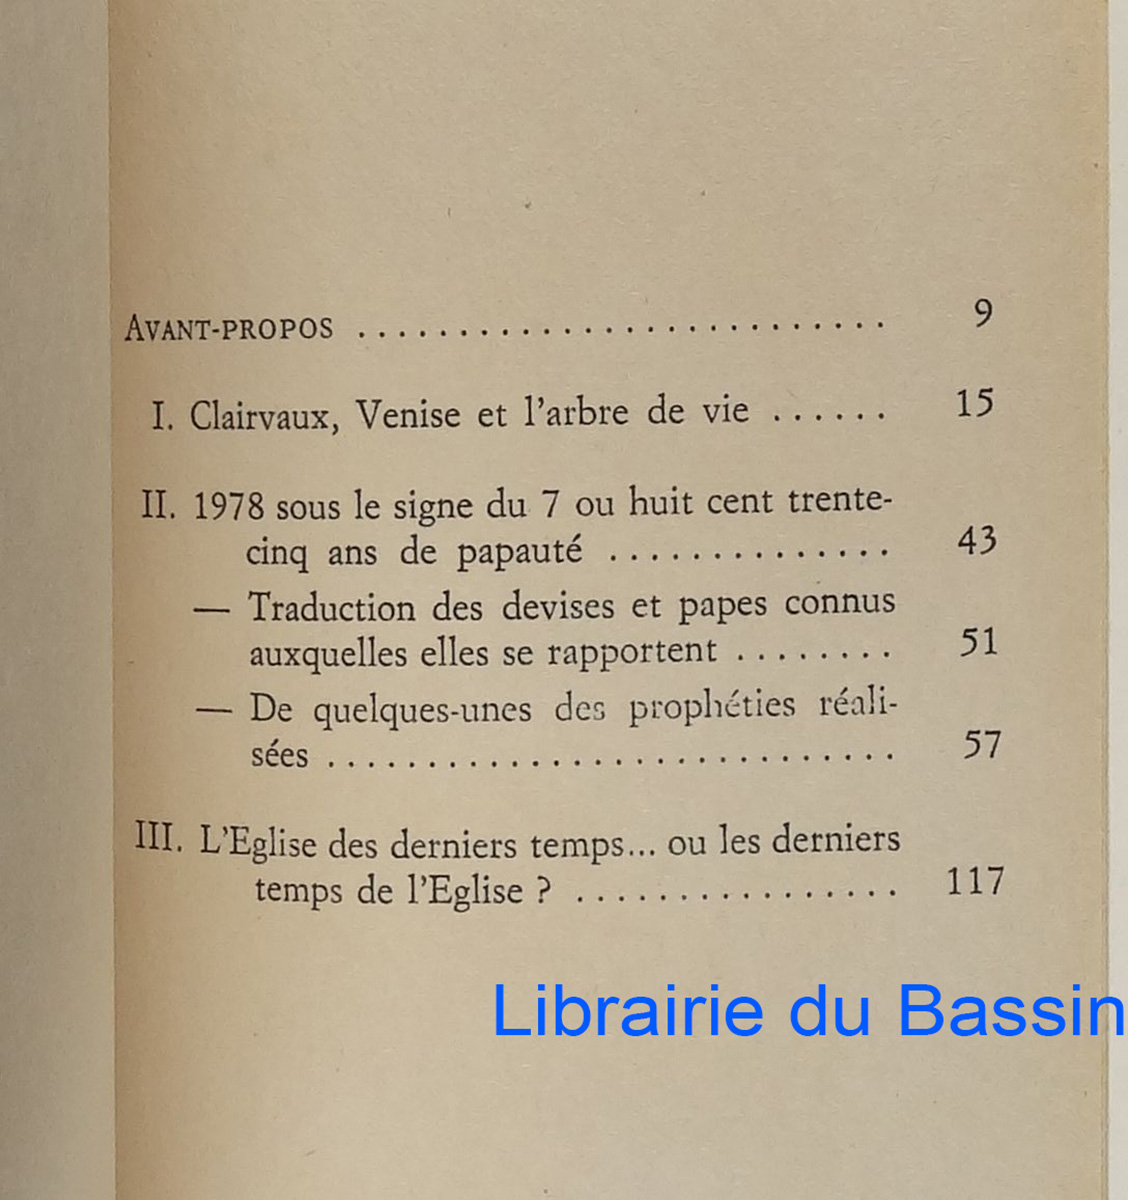 AVANT-PROPOS . . . . . . . . . . . . . . . . . . . . . . . . . . . 9
I. Clairvaux, Venise et l'arbre de vie . . . . . . 15
II. 1978 sous le signe du 7 ou huit cent trente-
cinq ans de papauté . . . . . . . . . . . . . . 43
— Traduction des devises et papes connus
auxquelles elles se rapportent . . . . . . . . 51
— De quelques-unes des prophéties réali-
sées . . . . . . . . . . . . . . . . . . . . . . . . . . . . 57
III. L'Eglise des derniers temps... ou les derniers
temps de l'Eglise ? . . . . . . . . . . . . . . . . 117
Librairie du Bassin